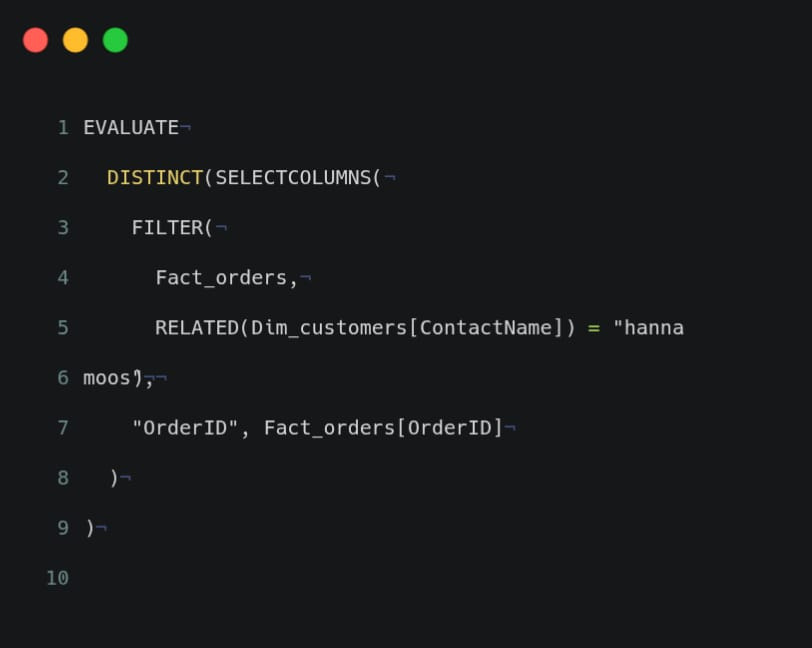 1 EVALUATE¬
2 DISTINCT(SELECTCOLUMNS(¬
3 FILTER(¬
4 Fact_orders,¬
5 RELATED(Dim_customers[ContactName]) = "hanna
6 moos"),¬¬
7 "OrderID", Fact_orders[OrderID]¬
8 )¬
9 )¬
10